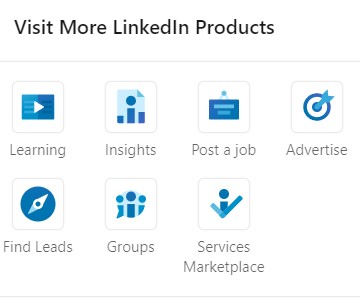 Visit More LinkedIn Products
Learning
Insights
Post a job
Advertise
Find Leads
Groups
Services
Marketplace